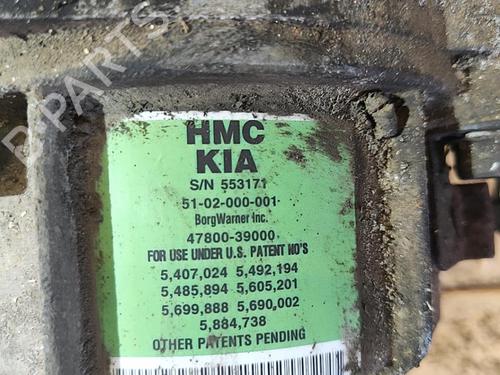 B-PARTS
HMC
KIA
S/N 553171
51-02-000-001
BorgWarner Inc.
47800-39000
FOR USE UNDER U.S. PATENT NO'S
5,407,024 5,492,194
5,485,894 5,605,201
5,699,888 5,690,002
5,884,738
OTHER PATENTS PENDING